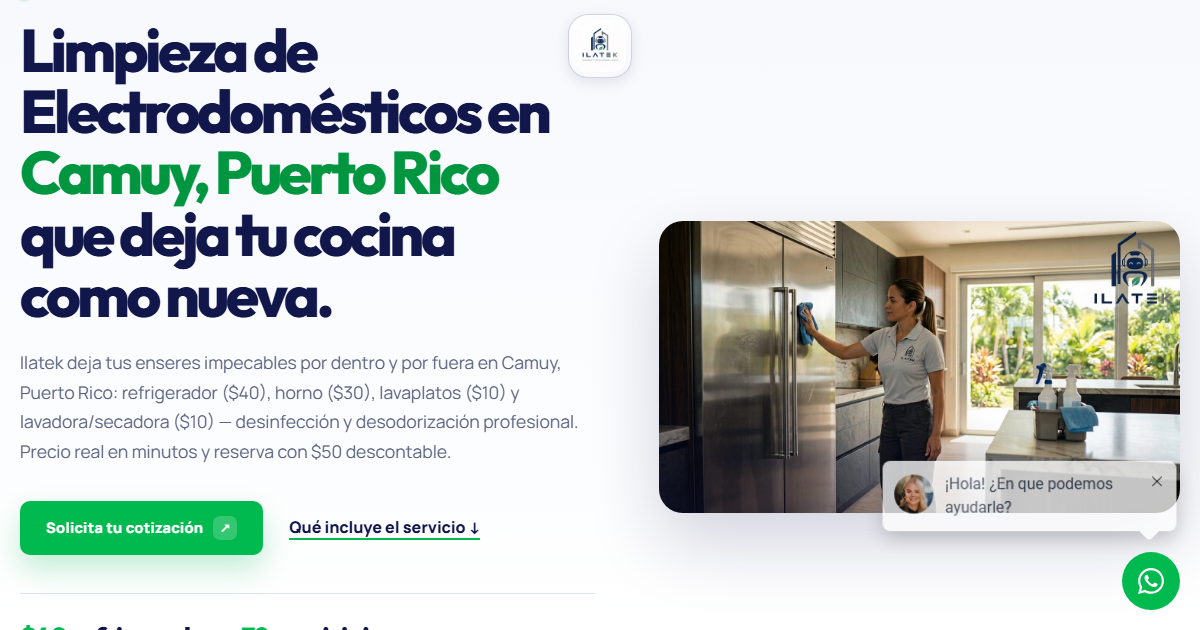 Limpieza de
Electrodomésticos en
Camuy, Puerto Rico
que deja tu cocina
como nueva.
Ilatek deja tus enseres impecables por dentro y por fuera en Camuy,
Puerto Rico: refrigerador ($40), horno ($30), lavaplatos ($10) y
lavadora/secadora ($10) — desinfección y desodorización profesional.
Precio real en minutos y reserva con $50 descontable.
Solicita tu cotización ↗
Qué incluye el servicio ↓
ILATEK
ILATEK
¡Hola! ¿En que podemos
ayudarle?